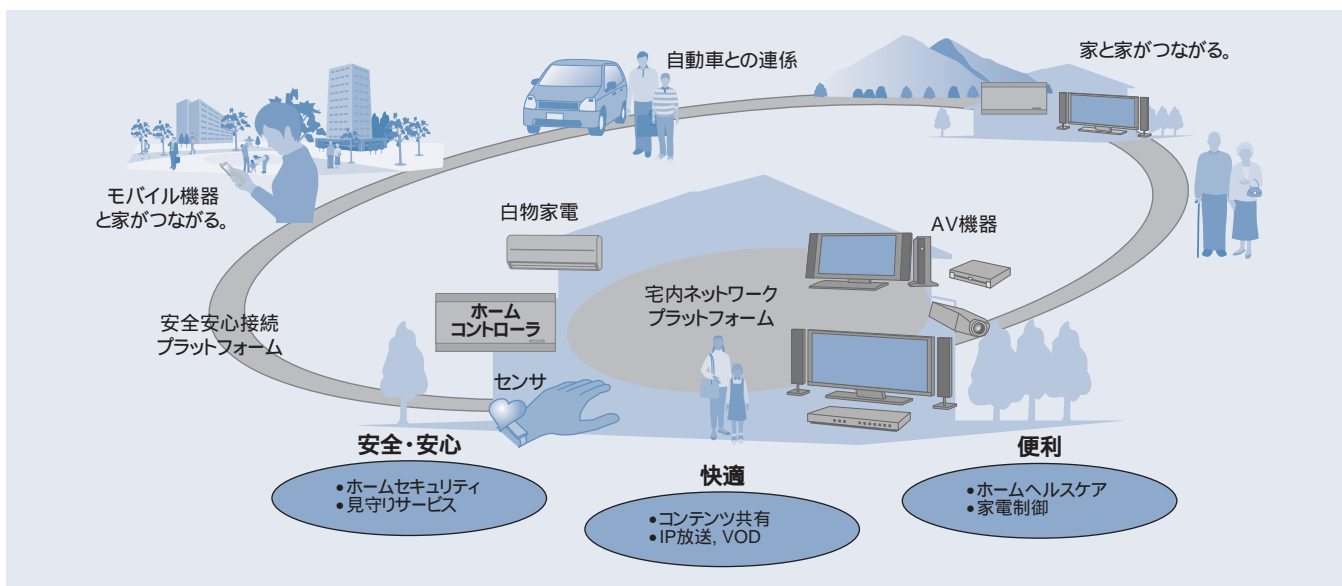 自動車との連係
家と家がつながる。
モバイル機器
と家がつながる。
白物家電
AV機器
宅内ネットワーク
プラットフォーム
ホーム
コントローラ
安全安心接続
プラットフォーム
センサ
安全・安心
•ホームセキュリティ
•見守りサービス
快適
•コンテンツ共有
•IP放送, VOD
便利
•ホームヘルスケア
•家電制御